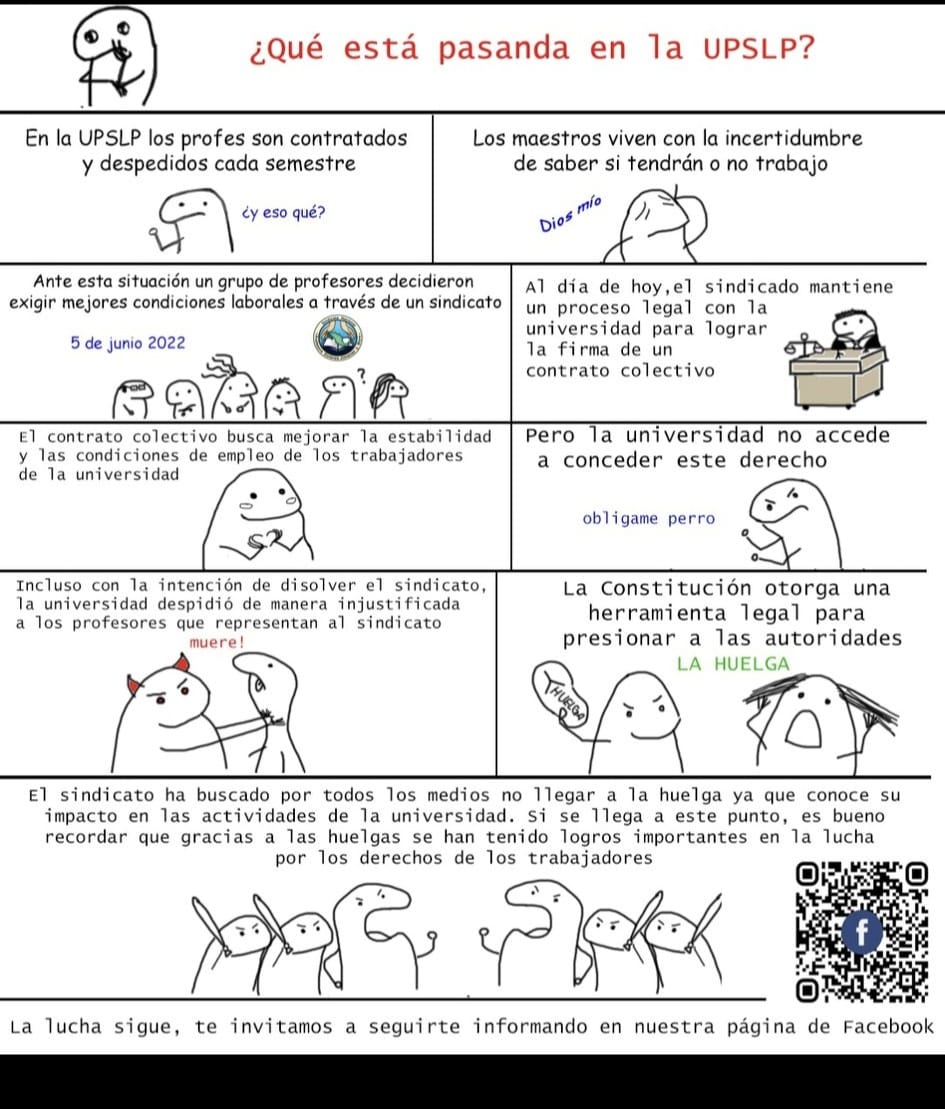 ¿Qué está pasanda en la UPSLP?
En la UPSLP los profes son contratados
y despedidos cada semestre
¿y eso qué?
Los maestros viven con la incertidumbre
de saber si tendrán o no trabajo
Dios mío
Ante esta situación un grupo de profesores decidieron
exigir mejores condiciones laborales a través de un sindicato
5 de junio 2022
?
Al día de hoy,el sindicado mantiene
un proceso legal con la
universidad para lograr
la firma de un
contrato colectivo
El contrato colectivo busca mejorar la estabilidad
y las condiciones de empleo de los trabajadores
de la universidad
Pero la universidad no accede
a conceder este derecho
obligame perro
Incluso con la intención de disolver el sindicato,
la universidad despidió de manera injustificada
a los profesores que representan al sindicato
muere!
La Constitución otorga una
herramienta legal para
presionar a las autoridades
LA HUELGA
HUELGA
El sindicato ha buscado por todos los medios no llegar a la huelga ya que conoce su
impacto en las actividades de la universidad. Si se llega a este punto, es bueno
recordar que gracias a las huelgas se han tenido logros importantes en la lucha
por los derechos de los trabajadores
f
La lucha sigue, te invitamos a seguirte informando en nuestra página de Facebook